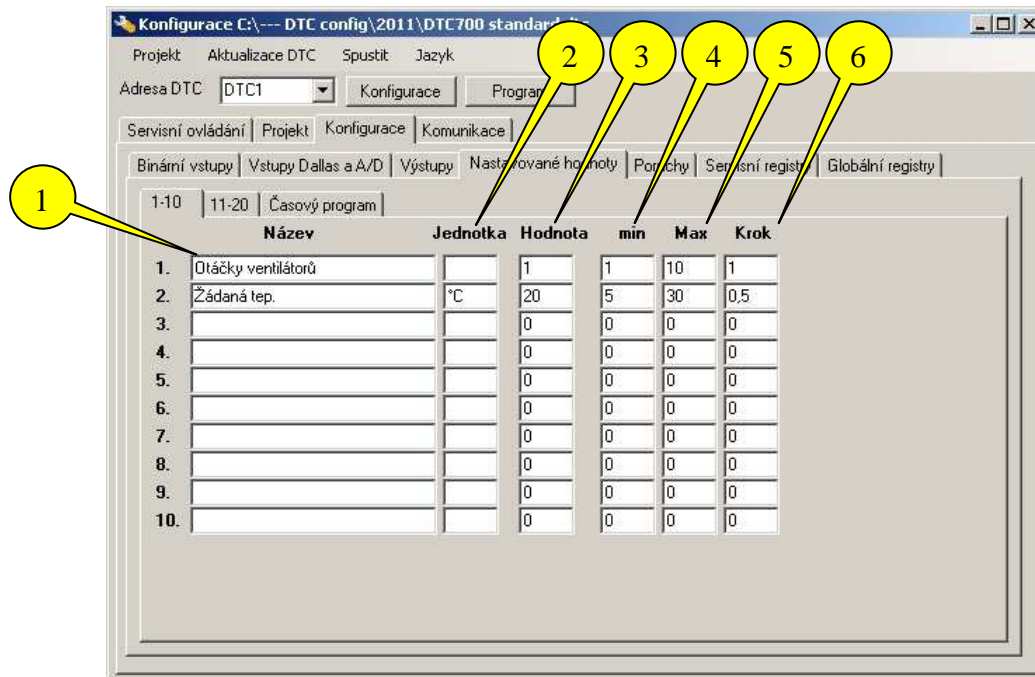 Konfigurace C:\--- DTC config\2011\DTC700 standard
Projekt Aktualizace DTC Spustit Jazyk
2 3 4 5 6
Adresa DTC DTC1 Konfigurace Program
Servisní ovládání Projekt Konfigurace Komunikace
Binární vstupy Vstupy Dallas a A/D Výstupy Nastavované hodnoty Poruchy Servisní registry Globální registry
1
1-10 11-20 Časový program
Název Jednotka Hodnota min Max Krok
1. Otáčky ventilátorů 1 1 10 1
2. Žádaná tep. °C 20 5 30 0,5
3. 0 0 0 0
4. 0 0 0 0
5. 0 0 0 0
6. 0 0 0 0
7. 0 0 0 0
8. 0 0 0 0
9. 0 0 0 0
10. 0 0 0 0